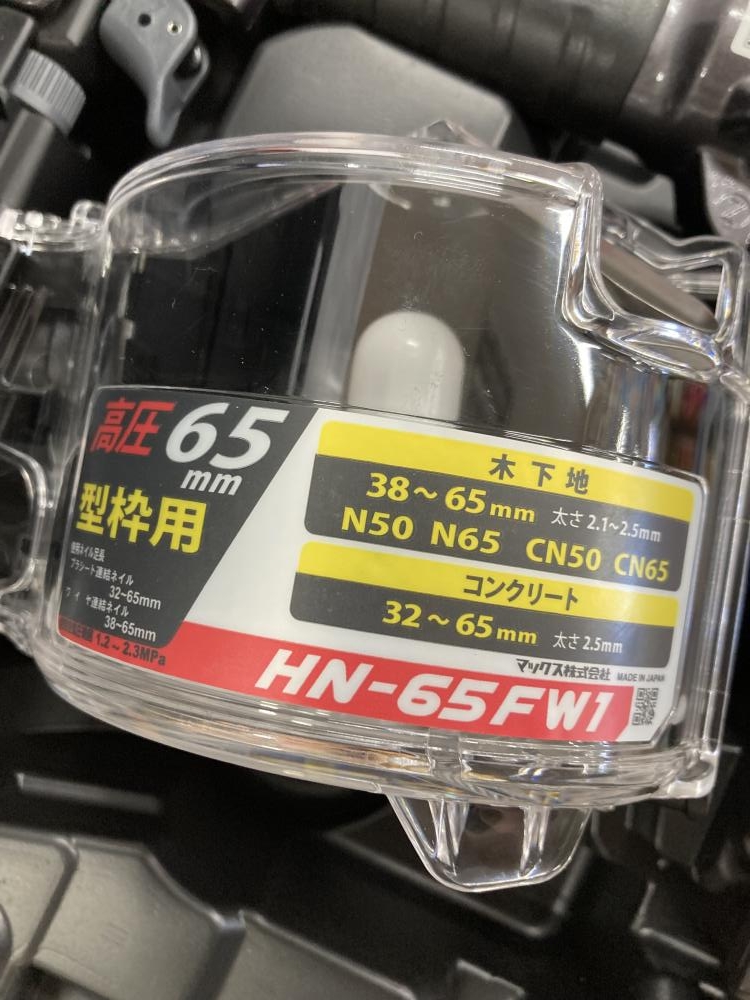 高圧65
mm
型枠用
使用ネイル足長
プラシート連結ネイル
32~65mm
ワイヤ連結ネイル
38~65mm
1.2~2.3MPa
木下地
38~65mm 太さ2.1~2.5mm
N50 N65 CN50 CN65
コンクリート
32~65mm 太さ2.5mm
マックス株式会社 MADE IN JAPAN
HN-65FW1